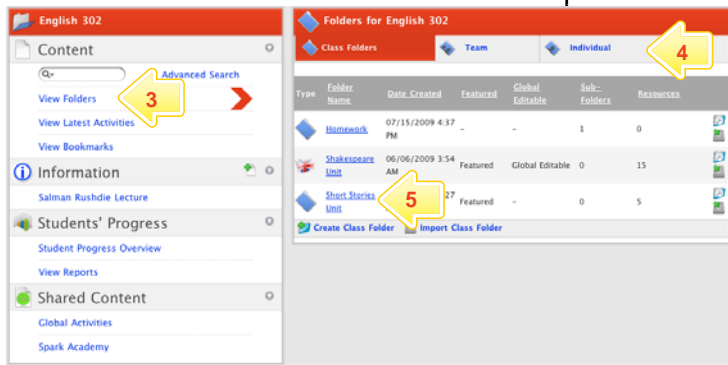 English 302
Content
Advanced Search
View Folders
3
View Latest Activities
View Bookmarks
Information
Salman Rushdie Lecture
Students' Progress
Student Progress Overview
View Reports
Shared Content
Global Activities
Spark Academy
Folders for English 302
Class Folders Team Individual 4
Type Folder Name Date Created Featured Global Editable Sub-Folders Resources
Homework 07/15/2009 4:37 PM - - 1 0
Shakespeare Unit 06/06/2009 3:54 AM Featured Global Editable 0 15
Short Stories Unit 5 27 Featured - 0 5
Create Class Folder Import Class Folder